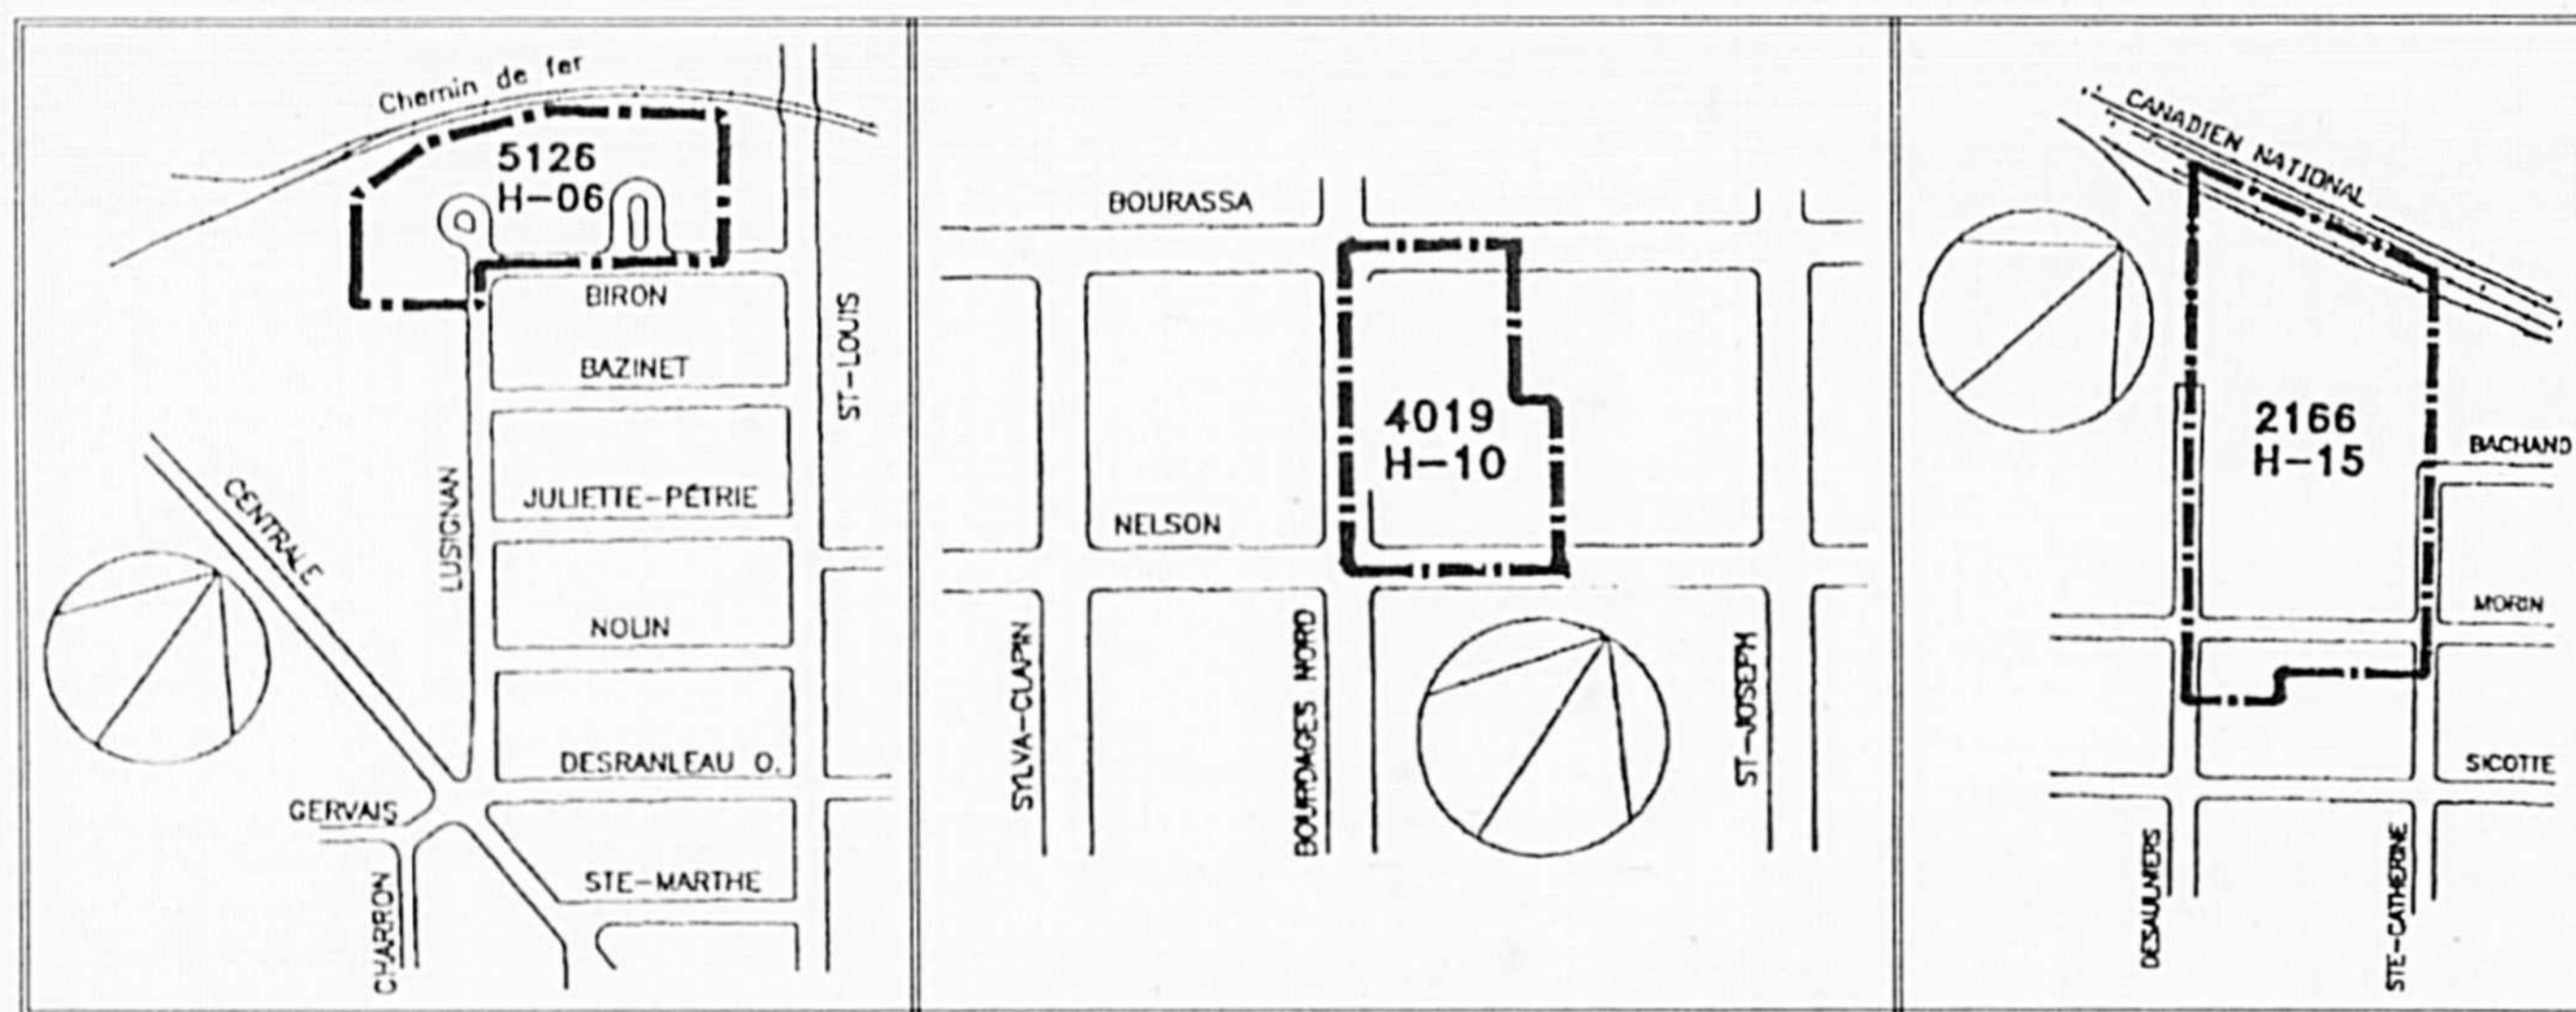 Chemin de fer
5126
H-06
BIRON
BAZINET
ST-LOUIS
JULIETTE-PÉTRIE
LUSIGNAN
CENTRALE
NOLIN
DESRANLEAU O.
GERVAIS
STE-MARTHE
CHARRON
BOURASSA
4019
H-10
NELSON
SYLVA-CLAPIN
BOURDAGES NORD
ST-JOSEPH
CANADIEN NATIONAL
2166
H-15
BACHAND
MORIN
SICOTTE
DESAULNIERS
STE-CATHERINE